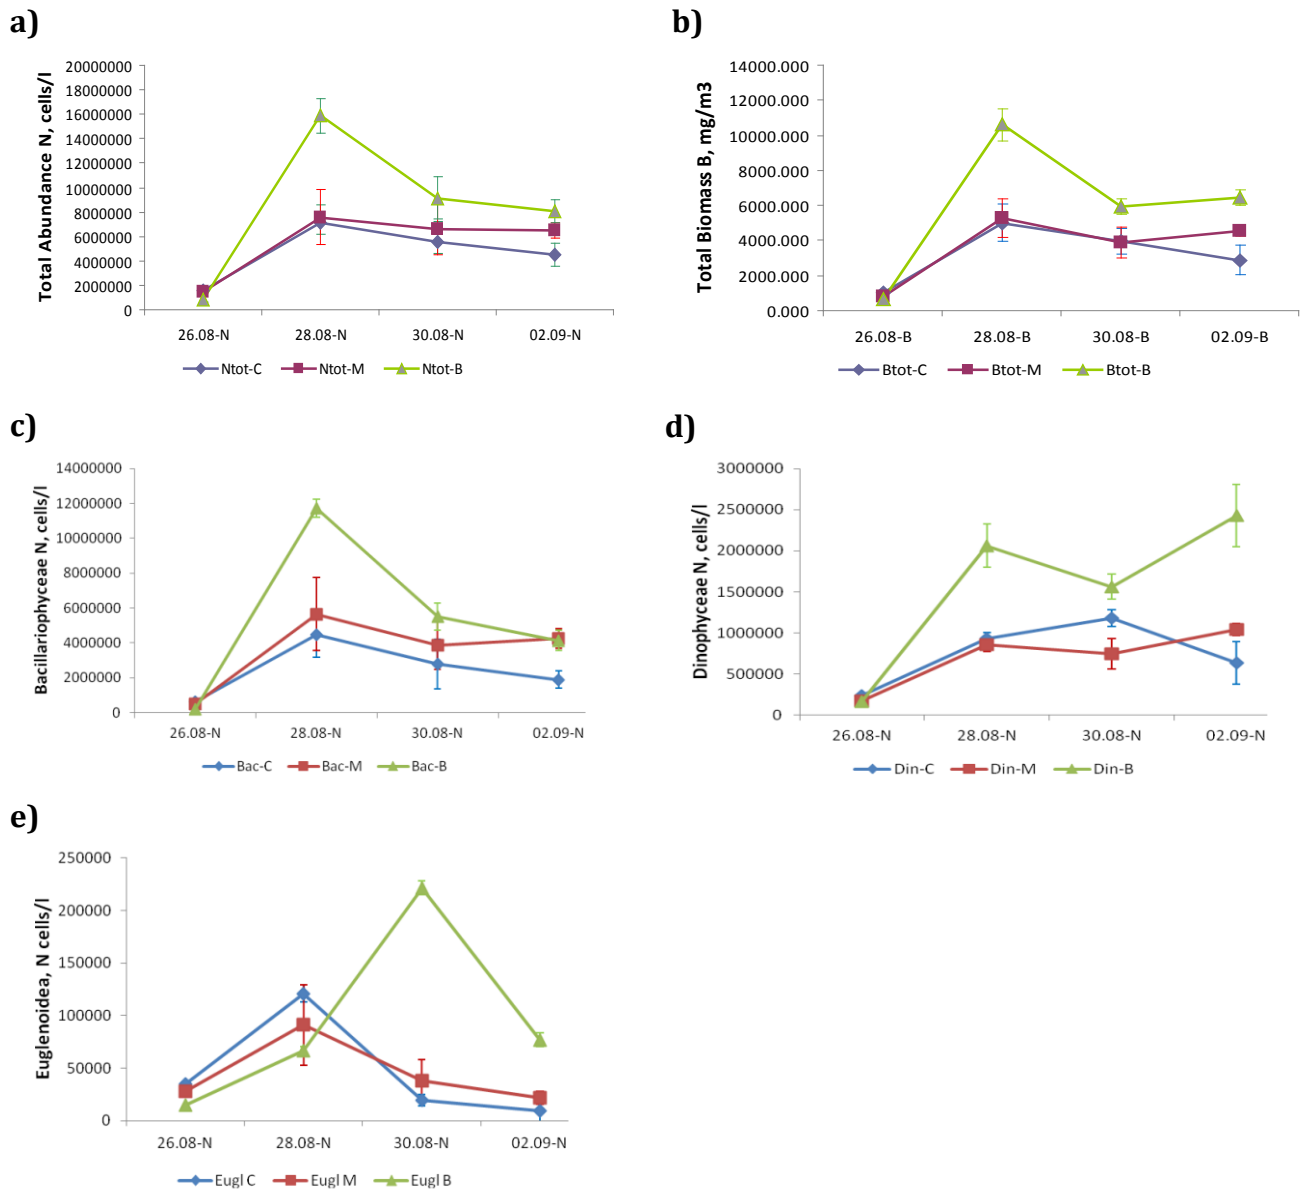 a)
Total Abundance N, cells/l
20000000
18000000
16000000
14000000
12000000
10000000
8000000
6000000
4000000
2000000
0
26.08-N 28.08-N 30.08-N 02.09-N
Ntot-C Ntot-M Ntot-B
b)
Total Biomass B, mg/m3
14000.000
12000.000
10000.000
8000.000
6000.000
4000.000
2000.000
0.000
26.08-B 28.08-B 30.08-B 02.09-B
Btot-C Btot-M Btot-B
c)
Bacillariophyceae N, cells/l
14000000
12000000
10000000
8000000
6000000
4000000
2000000
0
26.08-N 28.08-N 30.08-N 02.09-N
Bac-C Bac-M Bac-B
d)
Dinophyceae N, cells/l
3000000
2500000
2000000
1500000
1000000
500000
0
26.08-N 28.08-N 30.08-N 02.09-N
Din-C Din-M Din-B
e)
Euglenoidea, N cells/l
250000
200000
150000
100000
50000
0
26.08-N 28.08-N 30.08-N 02.09-N
Eugl C Eugl M Eugl B